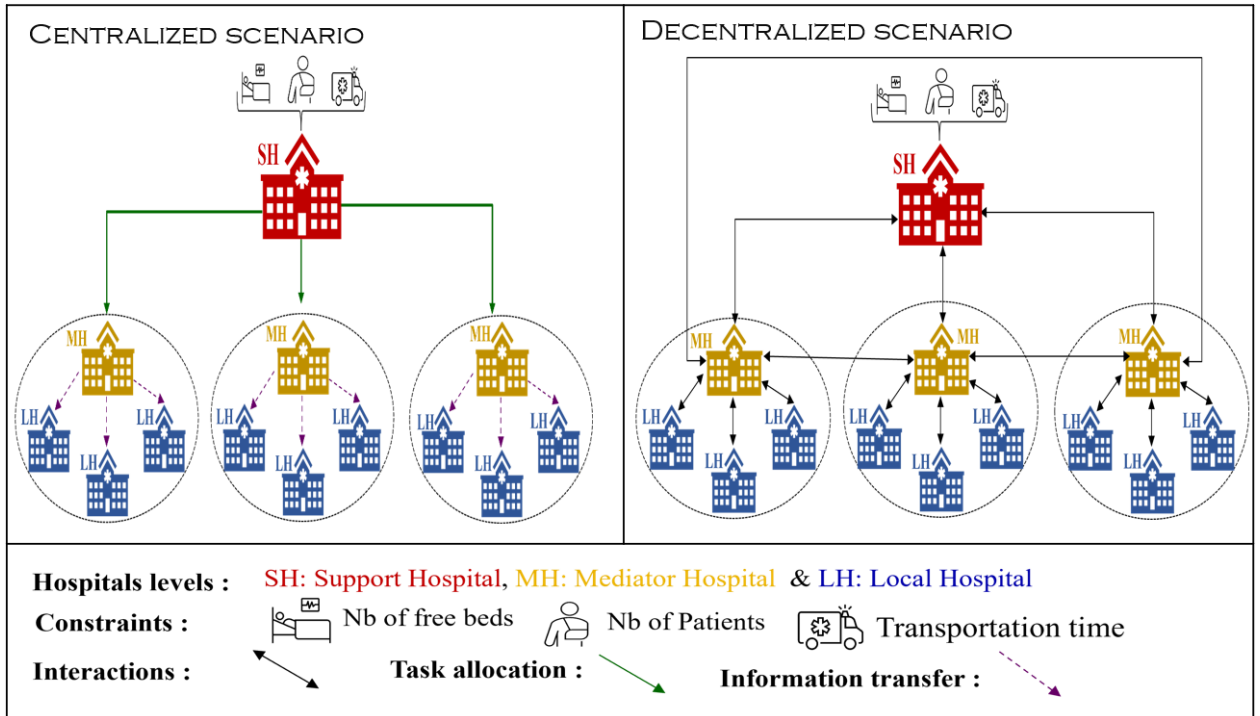 CENTRALIZED SCENARIO
SH
MH
LH
LH
LH
MH
LH
LH
LH
MH
LH
LH
LH
DECENTRALIZED SCENARIO
SH
MH
LH
LH
LH
MH
LH
LH
LH
MH
LH
LH
LH
Hospitals levels : SH: Support Hospital, MH: Mediator Hospital & LH: Local Hospital
Constraints : Nb of free beds Nb of Patients Transportation time
Interactions : Task allocation : Information transfer :